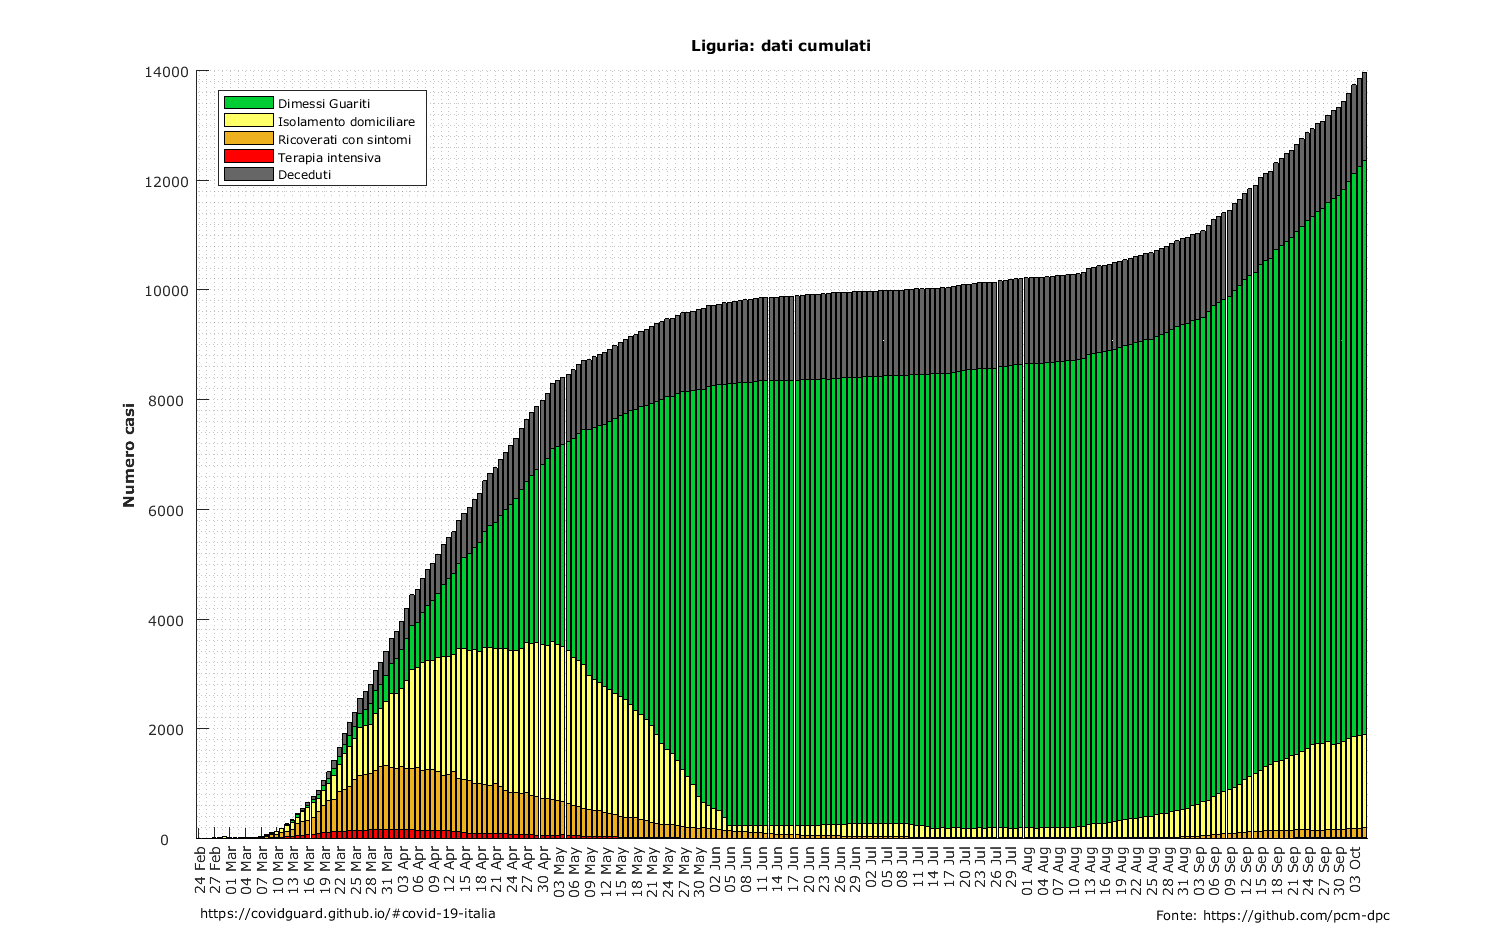 Liguria: dati cumulati
14000
12000
10000
8000
6000
4000
2000
0
Numero casi
Dimessi Guariti
Isolamento domiciliare
Ricoverati con sintomi
Terapia intensiva
Deceduti
24 Feb
27 Feb
01 Mar
04 Mar
07 Mar
10 Mar
13 Mar
16 Mar
19 Mar
22 Mar
25 Mar
28 Mar
31 Mar
03 Apr
06 Apr
09 Apr
12 Apr
15 Apr
18 Apr
21 Apr
24 Apr
27 Apr
30 Apr
03 May
06 May
09 May
12 May
15 May
18 May
21 May
24 May
27 May
30 May
02 Jun
05 Jun
08 Jun
11 Jun
14 Jun
17 Jun
20 Jun
23 Jun
26 Jun
29 Jun
02 Jul
05 Jul
08 Jul
11 Jul
14 Jul
17 Jul
20 Jul
23 Jul
26 Jul
29 Jul
01 Aug
04 Aug
07 Aug
10 Aug
13 Aug
16 Aug
19 Aug
22 Aug
25 Aug
28 Aug
31 Aug
03 Sep
06 Sep
09 Sep
12 Sep
15 Sep
18 Sep
21 Sep
24 Sep
27 Sep
30 Sep
03 Oct
https://covidguard.github.io/#covid-19-italia
Fonte: https://github.com/pcm-dpc